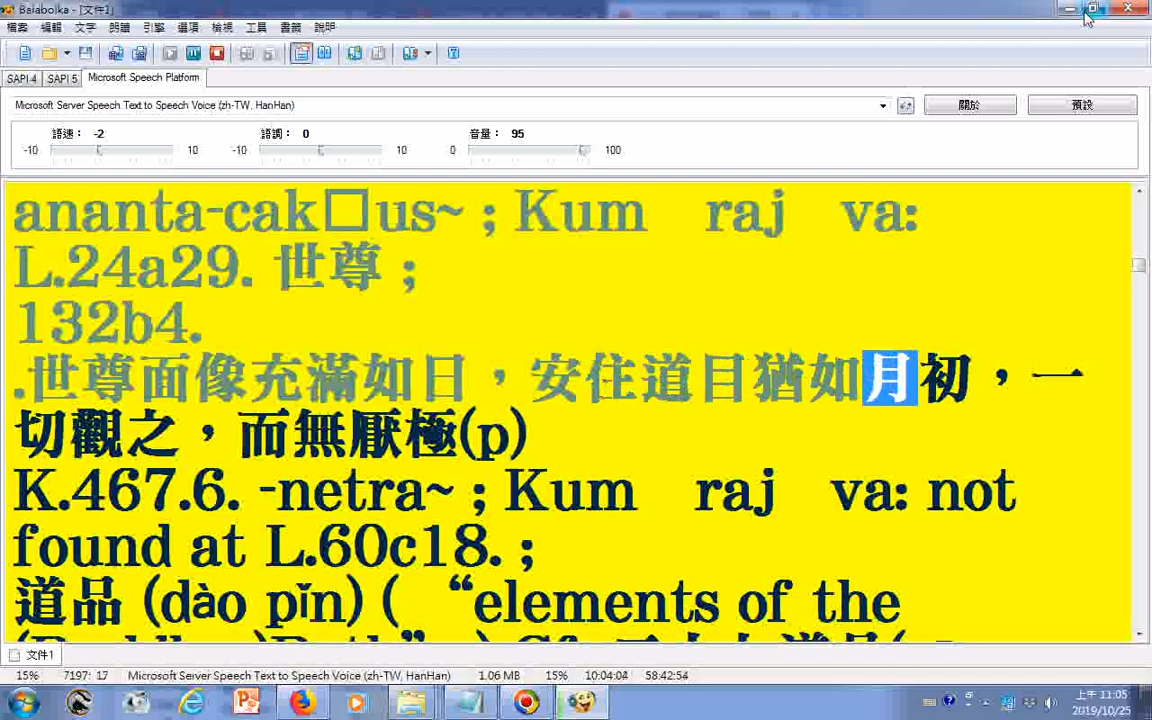 Balabolka - [文件1]
檔案 編輯 文字 朗讀 引擎 選項 檢視 工具 書籤 說明
SAPI 4 SAPI 5 Microsoft Speech Platform
Microsoft Server Speech Text to Speech Voice (zh-TW, HanHan) 關於 預設
語速： -2 語調： 0 音量： 95
-10 10 -10 10 0 100
ananta-cak□us~ ; Kum raj va:
L.24a29. 世尊 ;
132b4.
.世尊面像充滿如日，安住道目猶如月初，一
切觀之，而無厭極(p)
K.467.6. -netra~ ; Kum raj va: not
found at L.60c18. ;
道品 (dào pǐn) ( “elements of the
文件1
15% 7197: 17 Microsoft Server Speech Text to Speech Voice (zh-TW, HanHan) 1.06 MB 15% 10:04:04 58:42:54
上午 11:05
2019/10/25